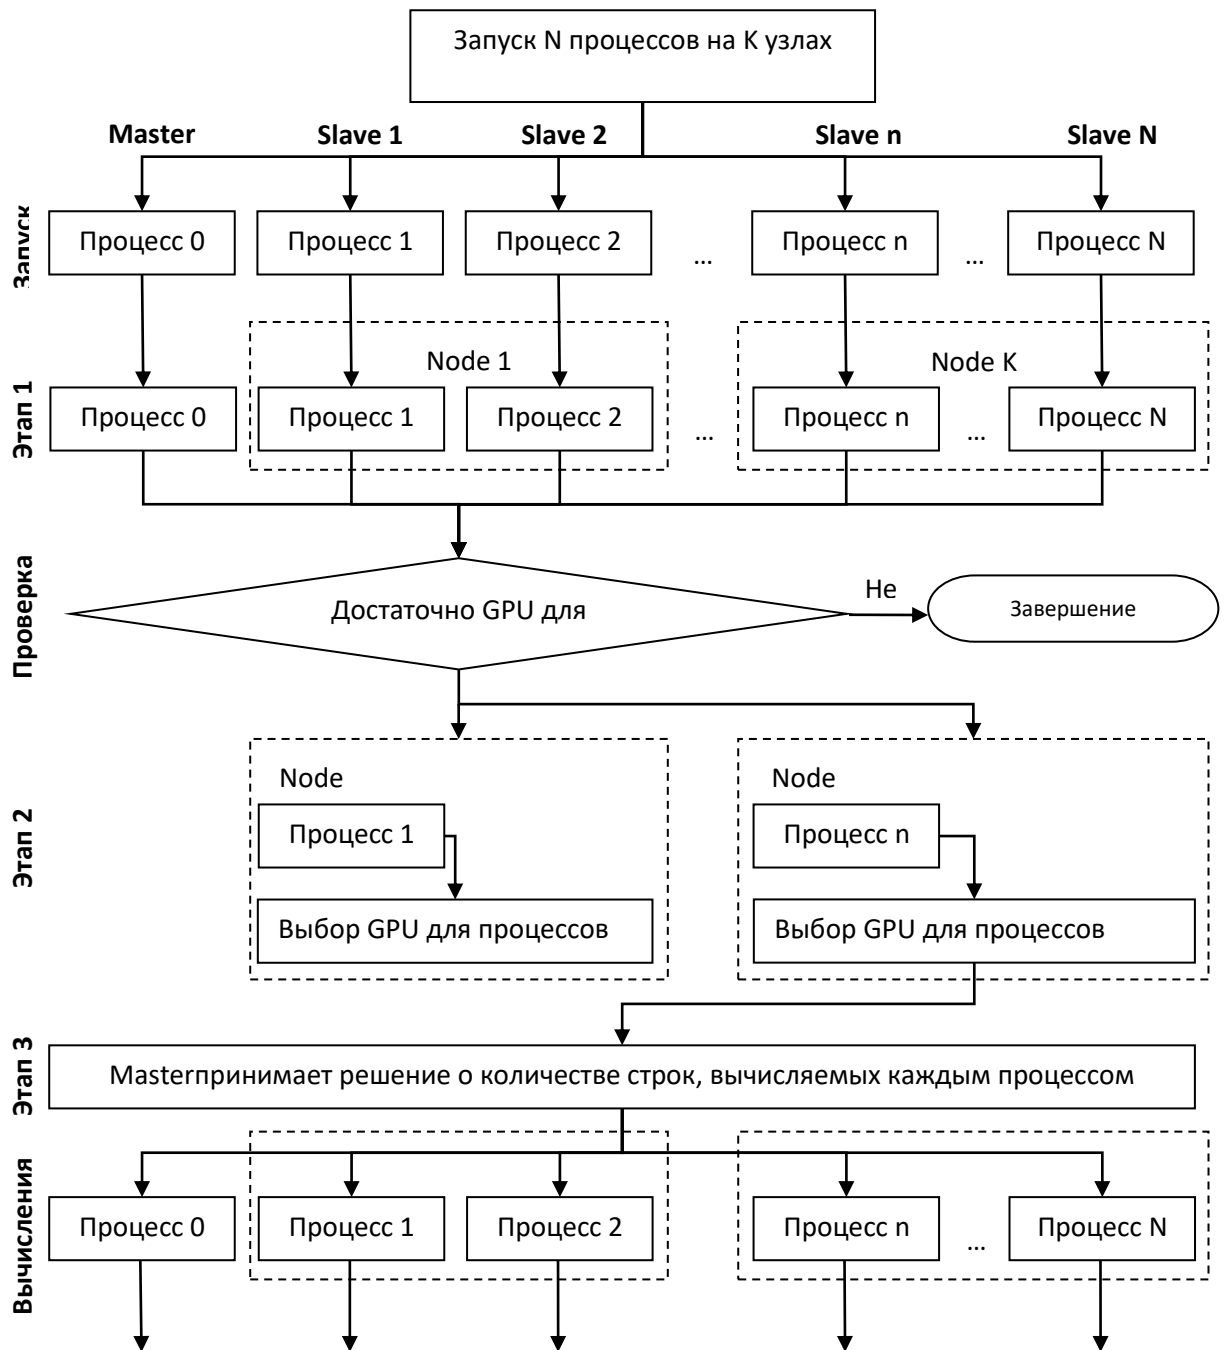 Запуск N процессов на K узлах
Master Slave 1 Slave 2 Slave n Slave N
Запуск
Процесс 0 Процесс 1 Процесс 2 ... Процесс n ... Процесс N
Node 1 Node K
Этап 1
Процесс 0 Процесс 1 Процесс 2 ... Процесс n ... Процесс N
Проверка
Достаточно GPU для
Не
Завершение
Node Node
Этап 2
Процесс 1 Процесс n
Выбор GPU для процессов Выбор GPU для процессов
Этап 3
Masterпринимает решение о количестве строк, вычисляемых каждым процессом
Вычисления
Процесс 0 Процесс 1 Процесс 2 Процесс n ... Процесс N